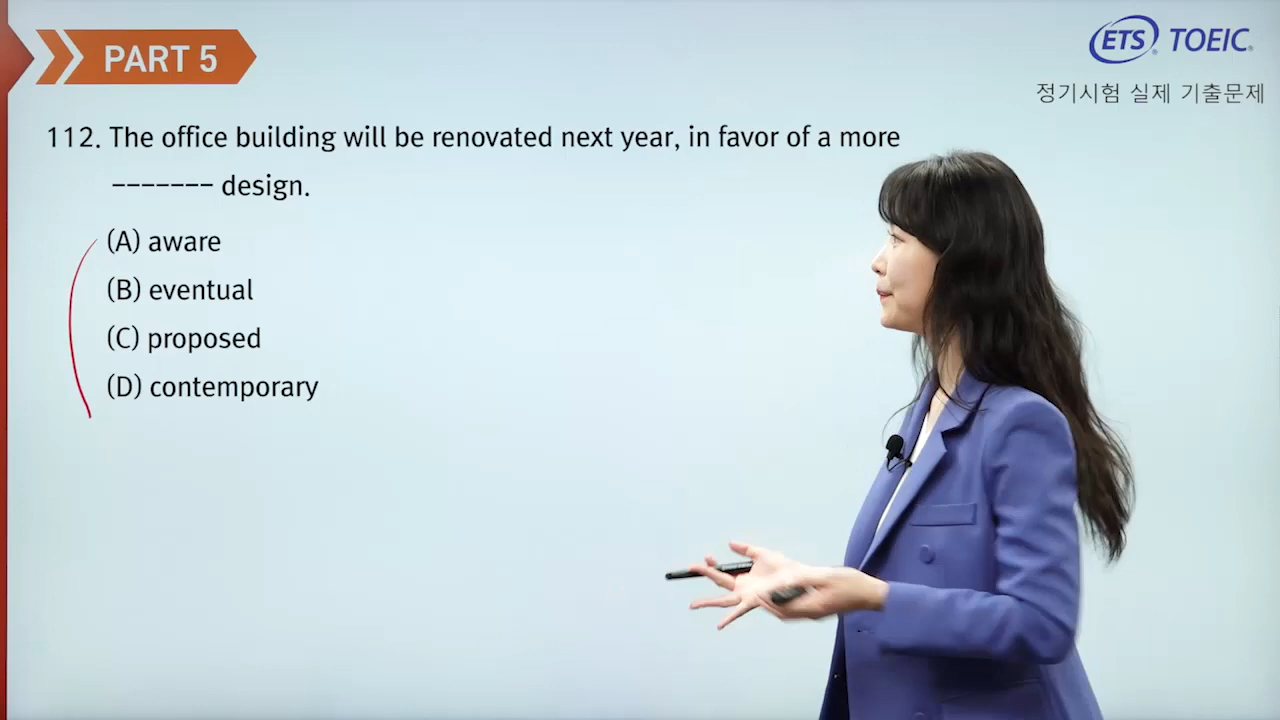 PART 5
ETS TOEIC
정기시험 실제 기출문제
112. The office building will be renovated next year, in favor of a more
------- design.
(A) aware
(B) eventual
(C) proposed
(D) contemporary